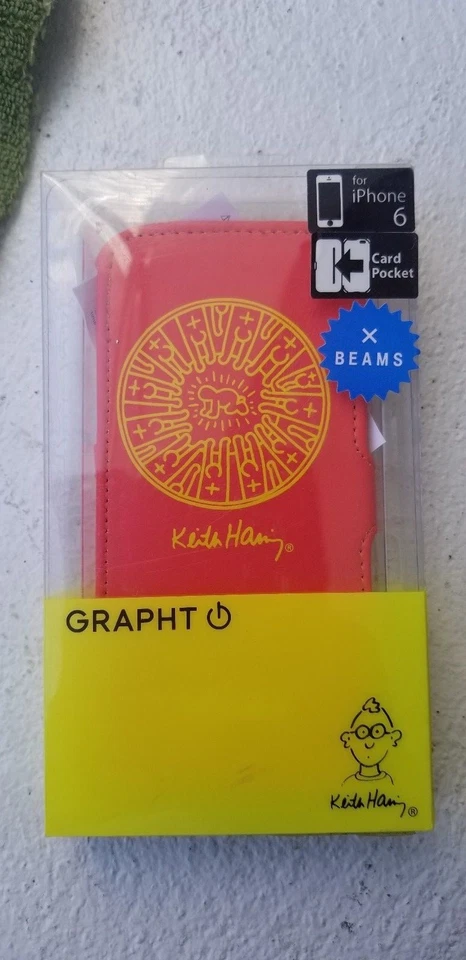 for
iPhone
6
Card
Pocket
×
BEAMS
Keith Haring®
GRAPHT
Keith Haring®